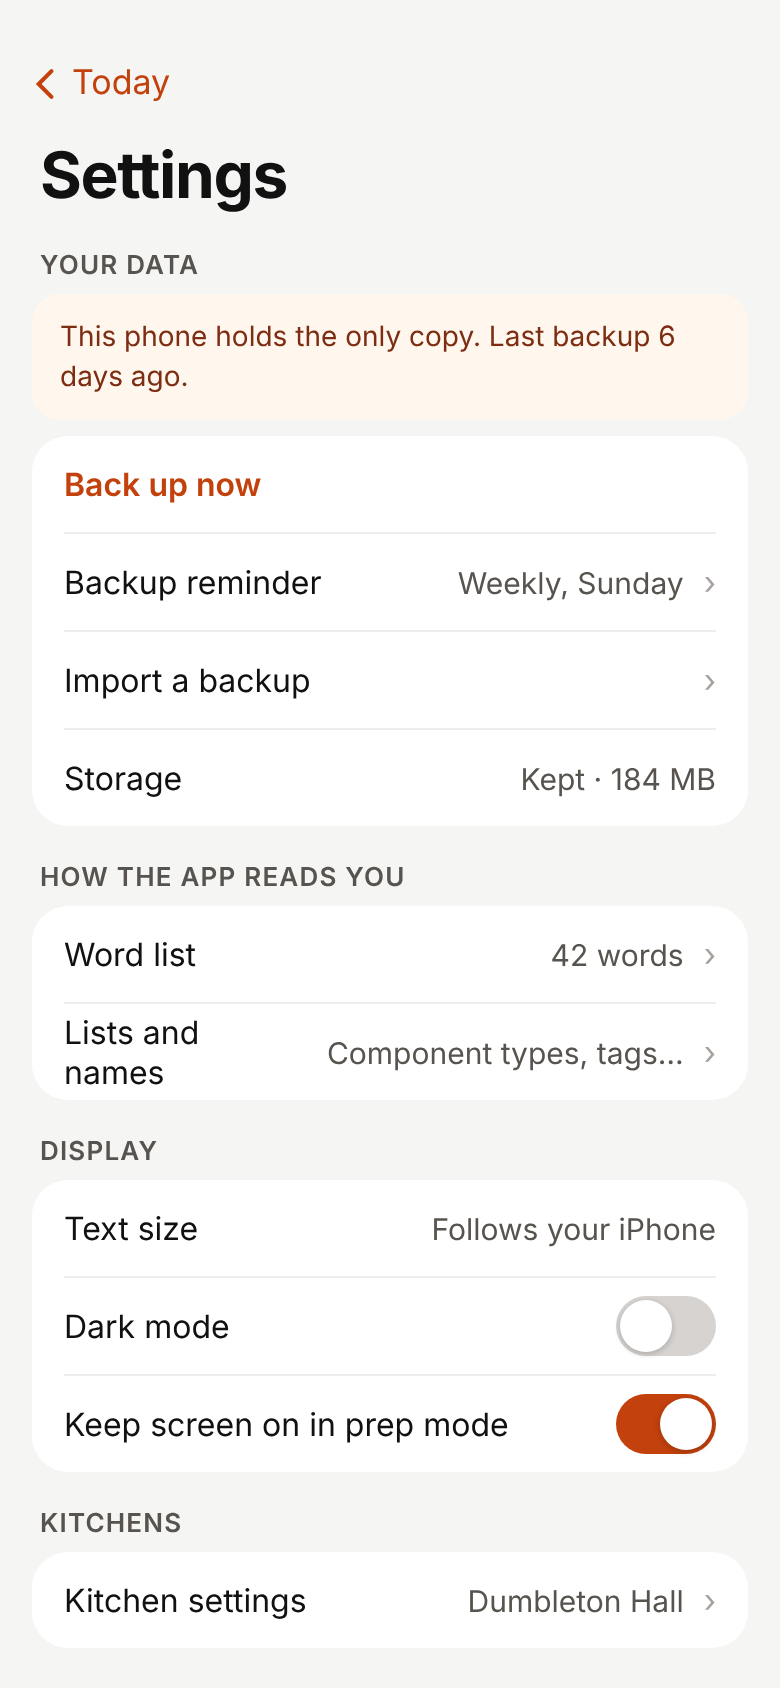 Today
Settings
YOUR DATA
This phone holds the only copy. Last backup 6
days ago.
Back up now
Backup reminder Weekly, Sunday ›
Import a backup ›
Storage Kept · 184 MB
HOW THE APP READS YOU
Word list 42 words ›
Lists and
names Component types, tags... ›
DISPLAY
Text size Follows your iPhone
Dark mode
Keep screen on in prep mode
KITCHENS
Kitchen settings Dumbleton Hall ›